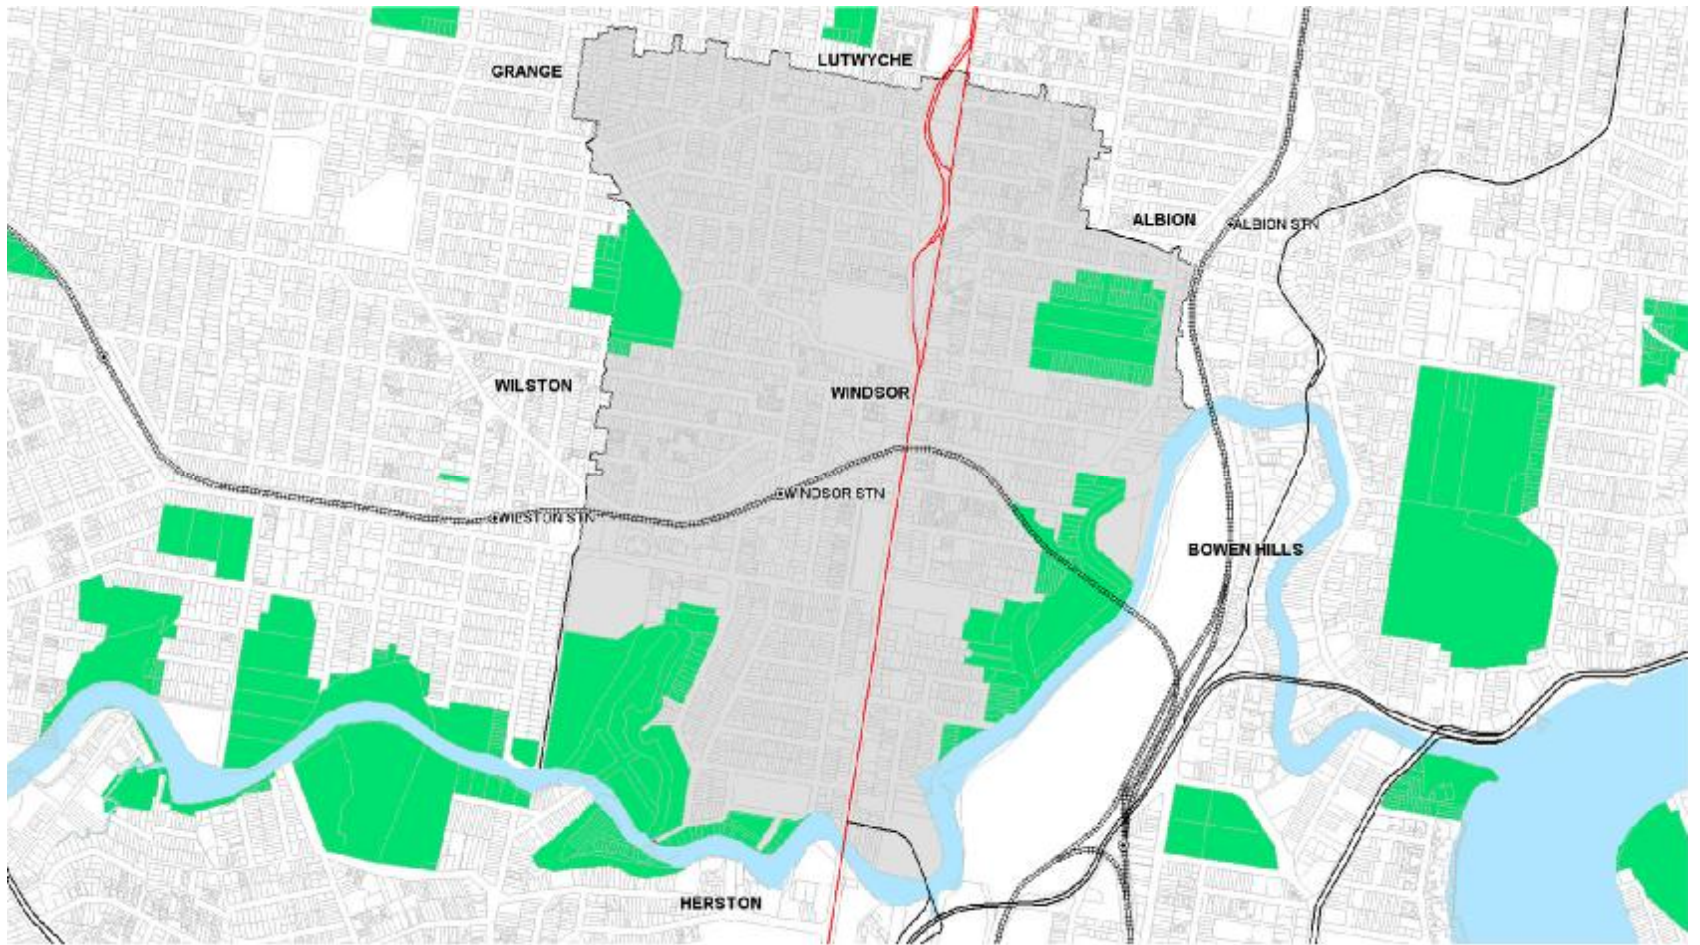 LUTWYCHE
GRANGE
ALBION
ALBION STN
WILSTON
WINDSOR
WINDSOR STN
WILSTON STN
BOWEN HILLS
HERSTON